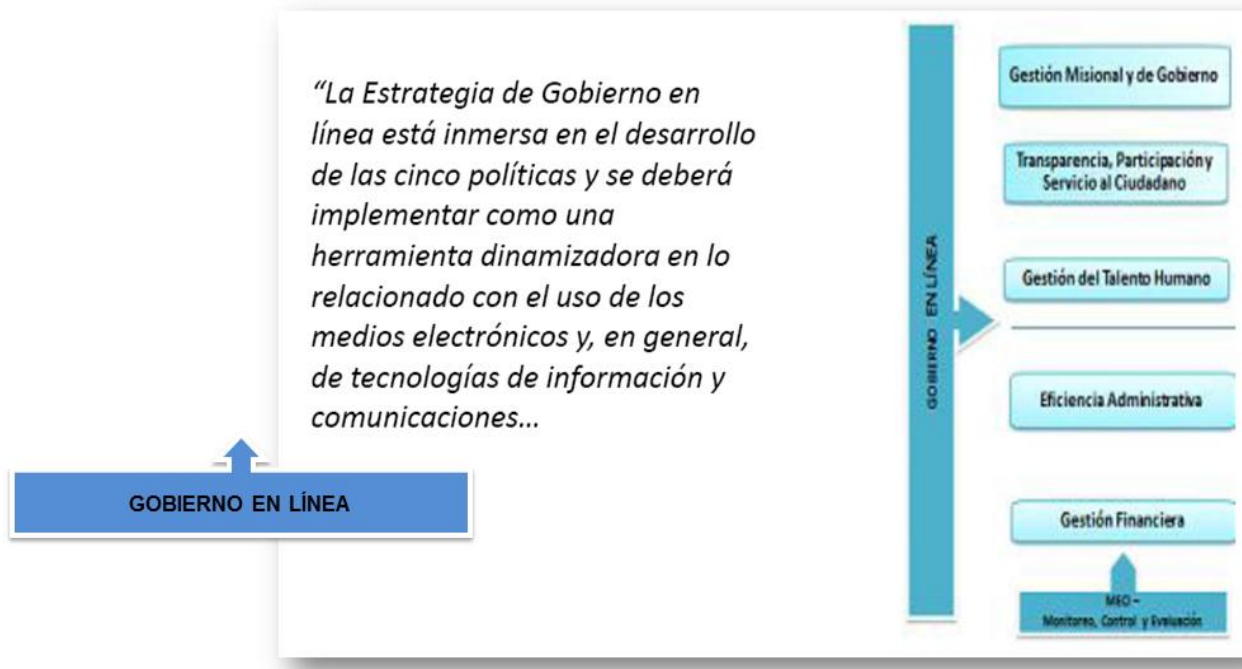 “La Estrategia de Gobierno en
línea está inmersa en el desarrollo
de las cinco políticas y se deberá
implementar como una
herramienta dinamizadora en lo
relacionado con el uso de los
medios electrónicos y, en general,
de tecnologías de información y
comunicaciones...
GOBIERNO EN LÍNEA
GOBIERNO EN LÍNEA
Gestión Misional y de Gobierno
Transparencia, Participación y
Servicio al Ciudadano
Gestión del Talento Humano
Eficiencia Administrativa
Gestión Financiera
Monitoreo, Control y Evaluación